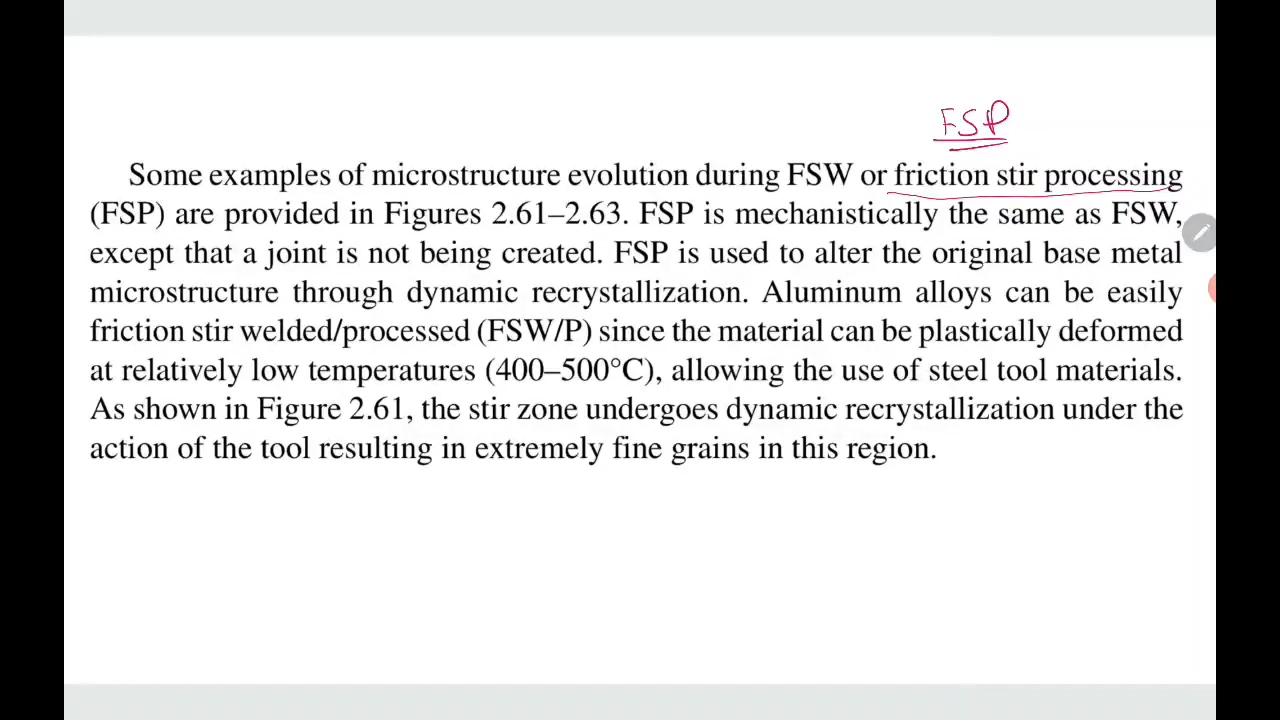 FSP
Some examples of microstructure evolution during FSW or friction stir processing
(FSP) are provided in Figures 2.61–2.63. FSP is mechanistically the same as FSW,
except that a joint is not being created. FSP is used to alter the original base metal
microstructure through dynamic recrystallization. Aluminum alloys can be easily
friction stir welded/processed (FSW/P) since the material can be plastically deformed
at relatively low temperatures (400–500°C), allowing the use of steel tool materials.
As shown in Figure 2.61, the stir zone undergoes dynamic recrystallization under the
action of the tool resulting in extremely fine grains in this region.